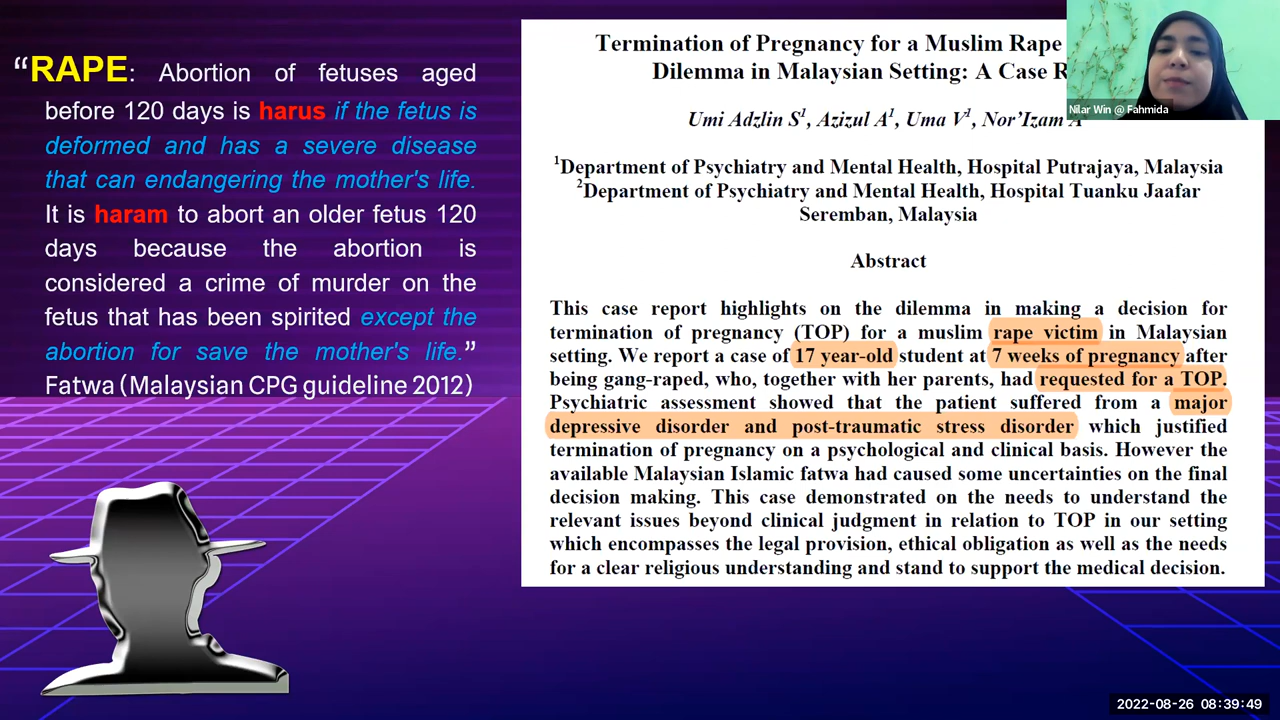 “RAPE: Abortion of fetuses aged
before 120 days is harus if the fetus is
deformed and has a severe disease
that can endangering the mother's life.
It is haram to abort an older fetus 120
days because the abortion is
considered a crime of murder on the
fetus that has been spirited except the
abortion for save the mother's life.”
Fatwa (Malaysian CPG guideline 2012)
Termination of Pregnancy for a Muslim Rape
Dilemma in Malaysian Setting: A Case
Umi Adzlin S1, Azizul A1, Uma V1, Nor’Izam
1Department of Psychiatry and Mental Health, Hospital Putrajaya, Malaysia
2Department of Psychiatry and Mental Health, Hospital Tuanku Jaafar
Seremban, Malaysia
Abstract
This case report highlights on the dilemma in making a decision for
termination of pregnancy (TOP) for a muslim rape victim in Malaysian
setting. We report a case of 17 year-old student at 7 weeks of pregnancy after
being gang-raped, who, together with her parents, had requested for a TOP.
Psychiatric assessment showed that the patient suffered from a major
depressive disorder and post-traumatic stress disorder which justified
termination of pregnancy on a psychological and clinical basis. However the
available Malaysian Islamic fatwa had caused some uncertainties on the final
decision making. This case demonstrated on the needs to understand the
relevant issues beyond clinical judgment in relation to TOP in our setting
which encompasses the legal provision, ethical obligation as well as the needs
for a clear religious understanding and stand to support the medical decision.
Nilar Win @ Fahmida
2022-08-26 08:39:49